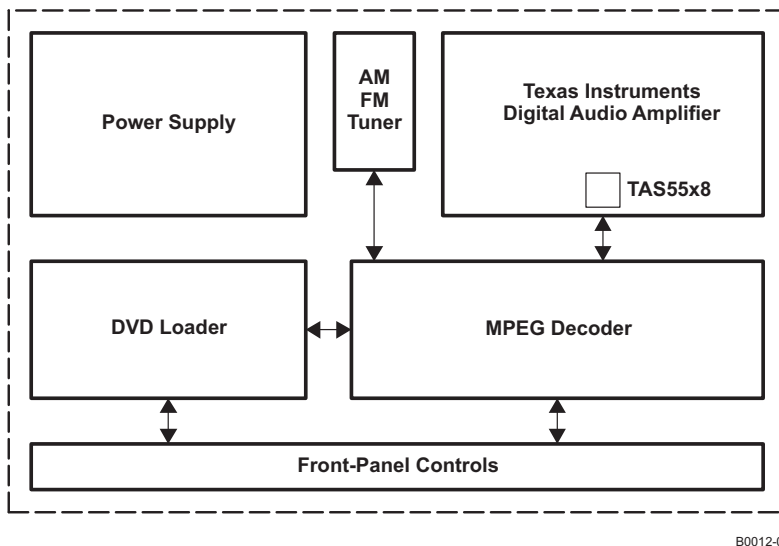 Power Supply
AM
FM
Tuner
Texas Instruments
Digital Audio Amplifier
TAS55x8
DVD Loader
MPEG Decoder
Front-Panel Controls